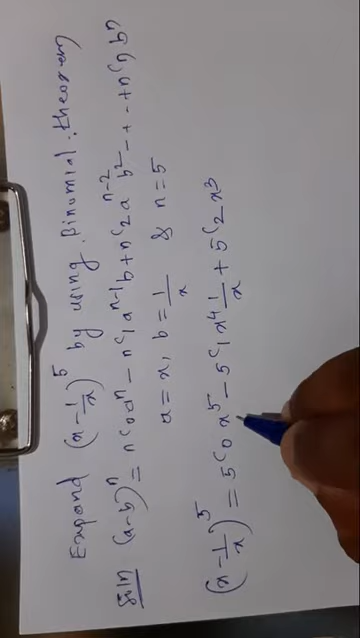 Expand (x - 1/x)^5 by using Binomial theorem
Soln (a-b)^n = nC0 a^n - nC1 a^n-1 b + nC2 a^n-2 b^2 - + - - + nCn b^n
a = x, b = 1/x & n = 5
(x - 1/x)^5 = 5C0 x^5 - 5C1 x^4 1/x + 5C2 x^3